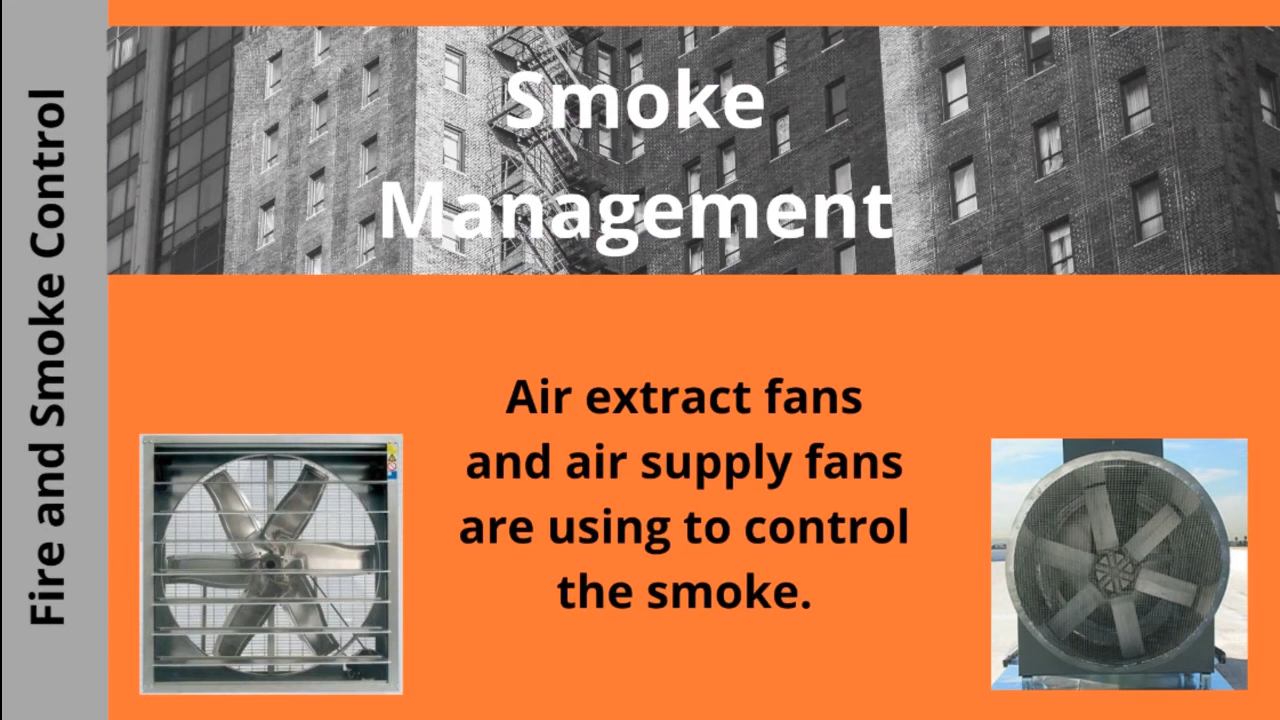 Fire and Smoke Control
Smoke
Management
Air extract fans
and air supply fans
are using to control
the smoke.